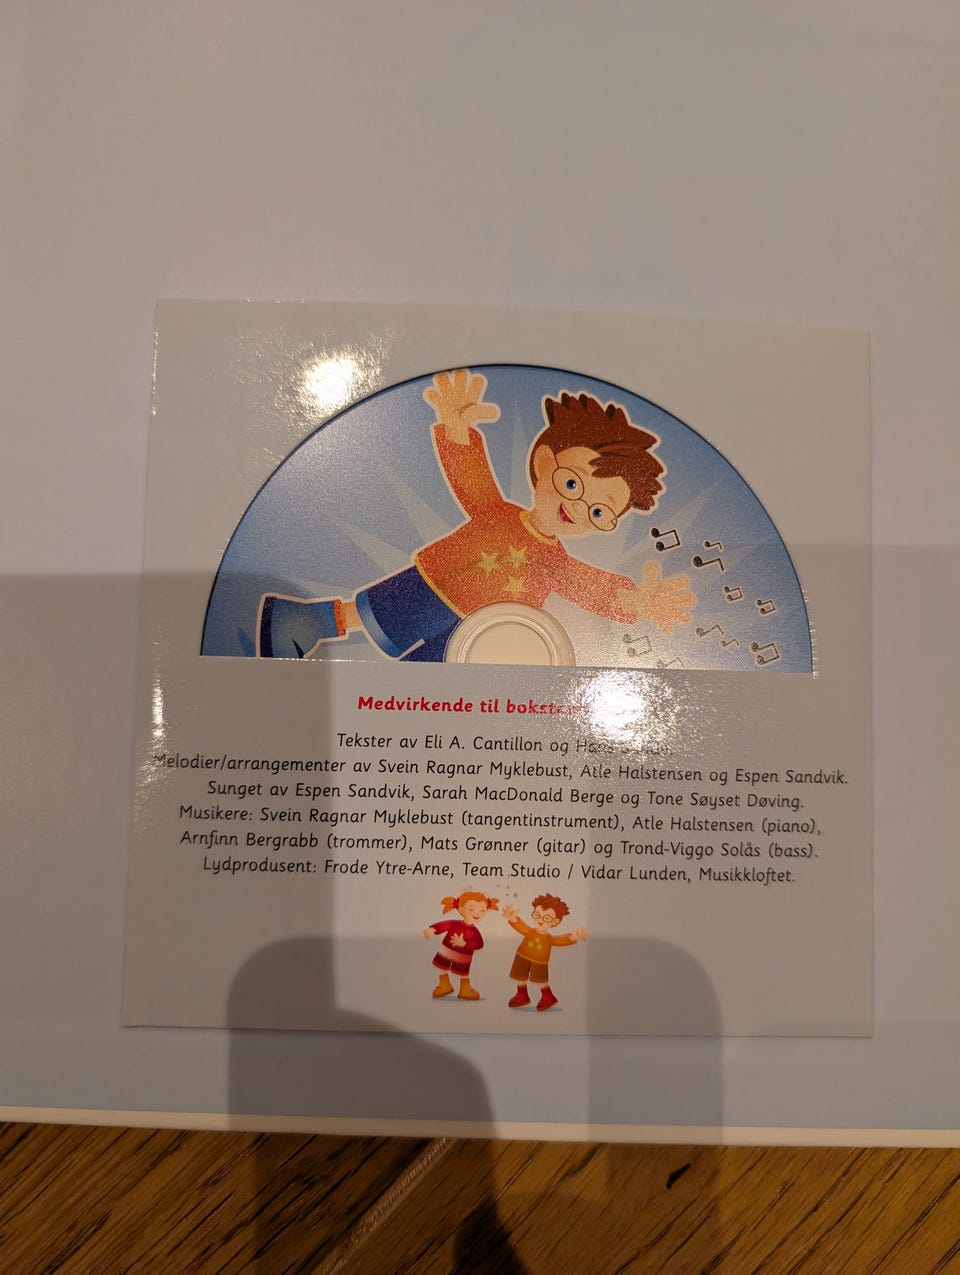 Medvirkende til
Tekster av Eli A. Cantillon og
Melodier/arrangementer av Svein Ragnar Myklebust, Atle Halstensen og Espen Sandvik.
Sunget av Espen Sandvik, Sarah MacDonald Berge og Tone Søyset Døving.
Musikere: Svein Ragnar Myklebust (tangentinstrument), Atle Halstensen (piano),
Arnfinn Bergrabb (trommer), Mats Grønner (gitar) og Trond-Viggo Solås (bass).
Lydprodusent: Frode Ytre-Arne, Team Studio / Vidar Lunden, Musikkloftet.